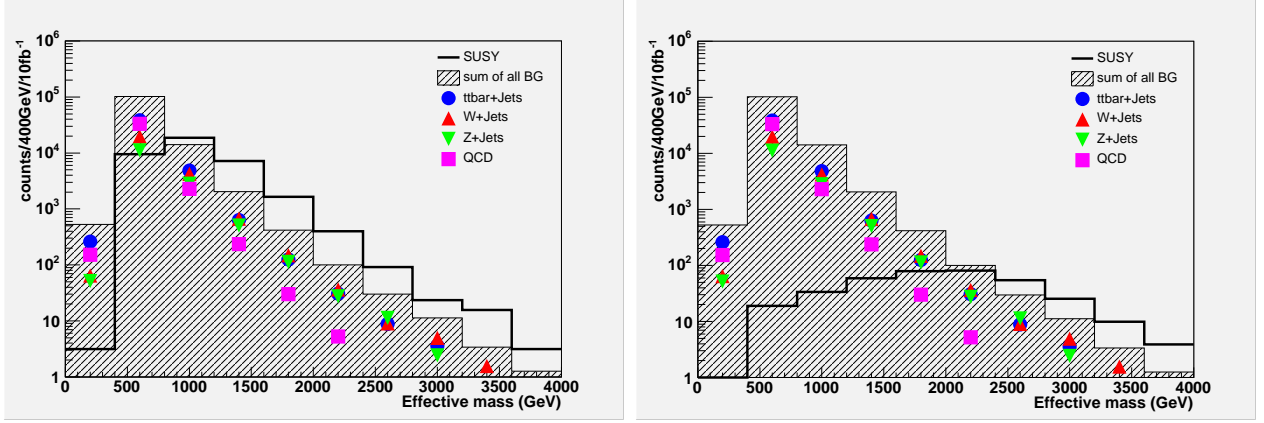 counts/400GeV/10fb⁻¹
10⁶
10⁵
10⁴
10³
10²
10
1
0 500 1000 1500 2000 2500 3000 3500 4000
Effective mass (GeV)
SUSY
sum of all BG
ttbar+Jets
W+Jets
Z+Jets
QCD
counts/400GeV/10fb⁻¹
10⁶
10⁵
10⁴
10³
10²
10
1
0 500 1000 1500 2000 2500 3000 3500 4000
Effective mass (GeV)
SUSY
sum of all BG
ttbar+Jets
W+Jets
Z+Jets
QCD